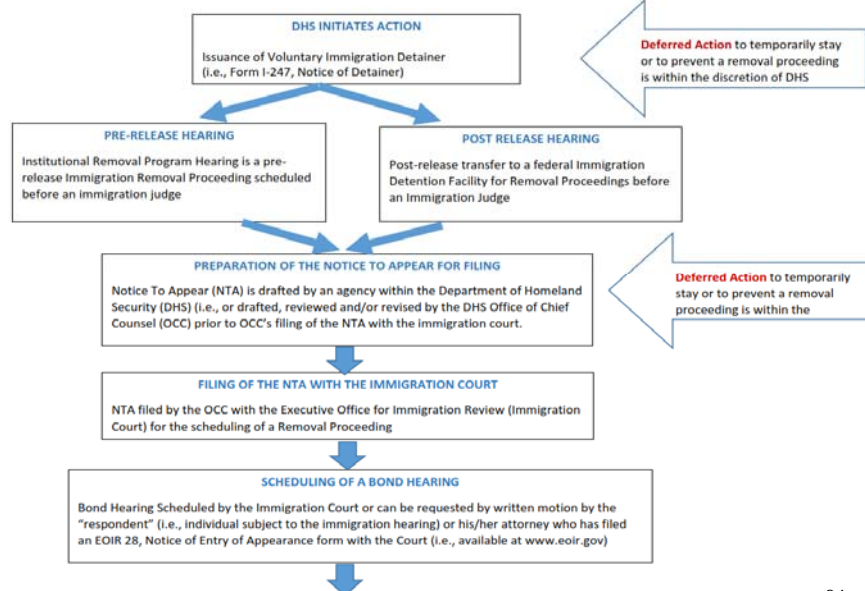 DHS INITIATES ACTION
Issuance of Voluntary Immigration Detainer
(i.e., Form I-247, Notice of Detainer)
Deferred Action to temporarily stay
or to prevent a removal proceeding
is within the discretion of DHS
PRE-RELEASE HEARING
Institutional Removal Program Hearing is a pre-
release Immigration Removal Proceeding scheduled
before an immigration judge
POST RELEASE HEARING
Post-release transfer to a federal Immigration
Detention Facility for Removal Proceedings before
an Immigration Judge
PREPARATION OF THE NOTICE TO APPEAR FOR FILING
Notice To Appear (NTA) is drafted by an agency within the Department of Homeland
Security (DHS) (i.e., or drafted, reviewed and/or revised by the DHS Office of Chief
Counsel (OCC) prior to OCC's filing of the NTA with the immigration court.
Deferred Action to temporarily
stay or to prevent a removal
proceeding is within the
FILING OF THE NTA WITH THE IMMIGRATION COURT
NTA filed by the OCC with the Executive Office for Immigration Review (Immigration
Court) for the scheduling of a Removal Proceeding
SCHEDULING OF A BOND HEARING
Bond Hearing Scheduled by the Immigration Court or can be requested by written motion by the
"respondent" (i.e., individual subject to the immigration hearing) or his/her attorney who has filed
an EOIR 28, Notice of Entry of Appearance form with the Court (i.e., available at www.eoir.gov)